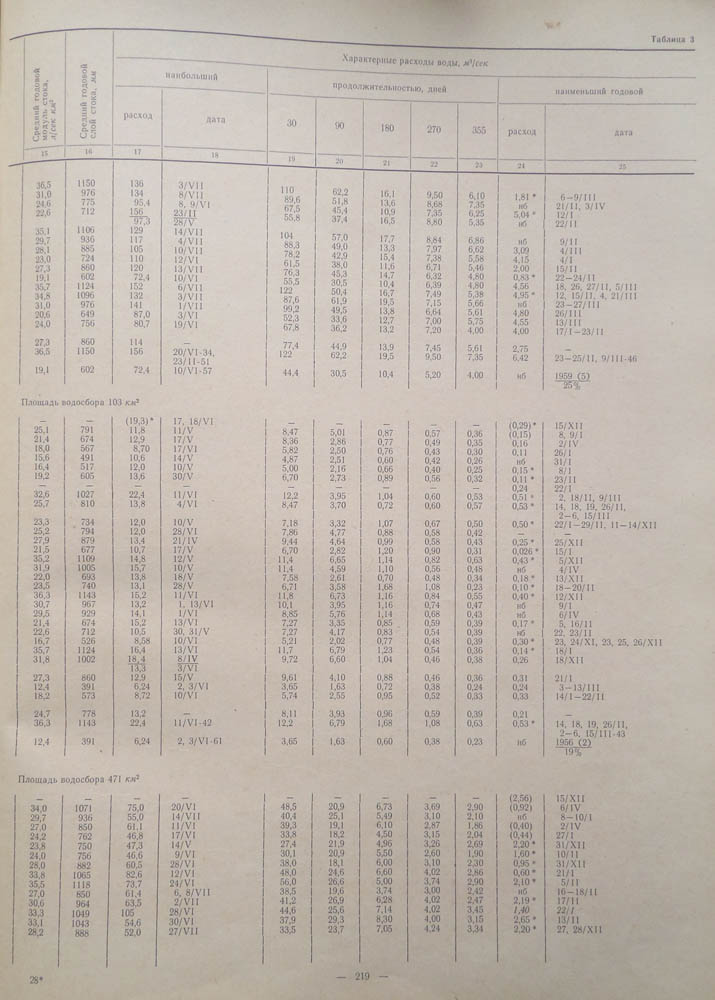 Таблица 3
Средний годовой модуль стока, л/сек км²
Средний годовой слой стока, мм
Характерные расходы воды, м³/сек
наибольший
продолжительностью, дней
наименьший годовой
расход дата 30 90 180 270 355 расход дата
15 16 17 18 19 20 21 22 23 24 25
36,5 1150 136 3/VII 110 62,2 16,1 9,50 6,10 1,81 * 6–9/III
31,0 976 134 8/VII 89,6 51,8 13,6 8,68 7,35 нб 21/II, 3/IV
24,6 775 95,4 8, 9/VI 67,5 45,4 10,9 7,35 6,25 5,04 * 12/I
22,6 712 156 23/II 55,8 37,4 16,5 8,80 5,35 нб 22/II
97,3 28/V
35,1 1106 129 14/VII 104 57,0 17,7 8,84 6,86 нб 9/II
29,7 936 117 4/VII 88,3 49,0 13,3 7,97 6,62 3,09 4/III
28,1 885 105 10/VII 78,2 42,9 15,4 7,38 5,58 4,15 4/I
23,0 724 110 12/VI 61,5 38,0 11,6 6,71 5,46 2,00 15/II
27,3 860 120 13/VII 76,3 45,3 14,7 6,32 4,80 0,83 * 22–24/II
19,1 602 72,4 10/VI 55,5 30,5 10,4 6,39 4,80 4,56 18, 26, 27/II, 5/III
35,7 1124 152 6/VII 122 50,4 16,7 7,49 5,38 4,95 * 12, 15/II, 4, 21/III
34,8 1096 132 3/VII 87,6 61,9 19,5 7,15 5,66 нб 23–27/III
31,0 976 141 1/VII 99,2 49,5 13,8 6,64 5,61 4,80 26/III
20,6 649 87,0 3/VI 52,3 33,6 12,7 7,00 5,75 4,55 13/III
24,0 756 80,7 19/VI 67,8 36,2 13,2 7,20 4,00 4,00 17/I–23/II
27,3 860 114 — 77,4 44,9 13,9 7,45 5,61 2,75 —
36,5 1150 156 20/VI-34, 122 62,2 19,5 9,50 7,35 6,42 23–25/II, 9/III-46
23/II-51
19,1 602 72,4 10/VI-57 44,4 30,5 10,4 5,20 4,00 нб 1959 (5)
25%
Площадь водосбора 103 км²
— — (19,3)* 17, 18/VI — — — — — (0,29)* 15/XII
25,1 791 11,8 11/V 8,47 5,01 0,87 0,57 0,36 (0,15) 8, 9/I
21,4 674 12,9 17/V 8,36 2,86 0,77 0,49 0,35 0,16 2/IV
18,0 567 8,70 17/VI 5,82 2,50 0,76 0,43 0,30 0,11 26/I
15,6 491 10,6 14/V 4,87 2,51 0,60 0,42 0,26 нб 31/I
16,4 517 12,0 10/V 5,00 2,16 0,66 0,40 0,25 0,15 * 8/I
19,2 605 13,6 30/V 6,70 2,73 0,89 0,56 0,32 0,11 * 23/II
— — — — — — — — — 0,24 22/I
32,6 1027 22,4 11/VI 12,2 3,95 1,04 0,60 0,53 0,51 * 2, 18/II, 9/III
25,7 810 13,8 4/VI 8,47 3,70 0,72 0,60 0,57 0,53 * 14, 18, 19, 26/II,
2–6, 15/III
23,3 734 12,0 10/V 7,18 3,32 1,07 0,67 0,50 0,50 * 22/I–29/II, 11–14/XII
25,2 794 12,0 28/VI 7,86 4,77 0,88 0,58 0,42 — —
27,9 879 13,4 21/IV 9,44 4,64 0,99 0,58 0,43 0,25 * 25/XII
21,5 677 10,7 17/V 6,70 2,82 1,20 0,90 0,31 0,026 * 15/I
35,2 1109 14,8 12/V 11,4 6,65 1,14 0,82 0,63 0,43 * 5/XII
31,9 1005 15,7 10/V 11,4 4,59 1,10 0,56 0,48 нб 4/IV
22,0 693 13,8 18/V 7,58 2,61 0,70 0,48 0,34 0,18 * 13/XII
23,5 740 13,1 28/V 6,71 3,58 1,68 1,08 0,23 0,10 * 18–20/II
36,3 1143 15,2 11/VI 11,8 6,73 1,16 0,84 0,55 0,40 * 12/XII
30,7 967 13,2 1, 13/VI 10,1 3,95 1,16 0,74 0,47 нб 9/I
29,5 929 14,1 1/VI 8,85 5,76 1,14 0,68 0,43 нб 6/IV
21,4 674 15,2 13/VI 7,27 3,35 0,85 0,59 0,39 0,17 * 5, 16/II
22,6 712 10,5 30, 31/V 7,27 4,17 0,83 0,54 0,39 нб 22, 23/II
16,7 526 8,58 10/VI 5,21 2,02 0,77 0,48 0,39 0,30 * 23, 24/XI, 23, 25, 26/XII
35,7 1124 16,4 13/VI 11,7 6,79 1,23 0,54 0,36 0,14 * 18/I
31,8 1002 18,4 8/IV 9,72 6,60 1,04 0,46 0,38 0,26 18/XII
13,3 3/VI
27,3 860 12,9 15/V 9,61 4,10 0,88 0,46 0,36 0,31 21/I
12,4 391 6,24 2, 3/VI 3,65 1,63 0,72 0,38 0,24 0,24 3–13/III
18,2 573 8,72 10/VI 5,74 2,55 0,95 0,52 0,33 0,33 14/I–22/II
24,7 778 13,2 — 8,11 3,93 0,96 0,59 0,39 0,21 —
36,3 1143 22,4 11/VI-42 12,2 6,79 1,68 1,08 0,63 0,53 * 14, 18, 19, 26/II,
2–6, 15/III-43
12,4 391 6,24 2, 3/VI-61 3,65 1,63 0,60 0,38 0,23 нб 1956 (2)
19%
Площадь водосбора 471 км²
— — — — — — — — — (2,56) 15/XII
34,0 1071 75,0 20/VI 48,5 20,9 6,73 3,69 2,90 (0,92) 6/IV
29,7 936 55,0 14/VII 40,4 25,1 5,49 3,10 2,10 нб 8–10/I
27,0 850 61,1 11/VI 39,3 19,1 6,10 2,87 1,86 (0,40) 2/IV
24,2 762 46,8 17/VI 33,8 18,2 4,50 3,15 2,04 (0,44) 27/I
23,8 750 47,3 14/V 27,4 21,9 4,96 3,26 2,69 2,20 * 31/XII
24,0 756 46,6 9/VI 30,1 20,9 5,50 2,60 1,90 1,60 * 10/II
28,0 882 60,5 28/VI 38,0 18,1 6,00 3,10 2,30 0,95 * 31/XII
33,8 1065 82,6 12/VI 48,0 24,6 6,60 4,02 2,86 0,60 * 21/I
35,5 1118 73,7 24/VI 56,0 26,6 5,00 3,74 2,90 2,10 * 5/II
27,0 850 61,4 6, 8/VII 38,5 19,6 3,74 3,00 2,42 нб 16–18/II
30,6 964 63,5 2/VII 41,2 26,9 6,28 4,02 2,47 2,19 * 17/II
33,3 1049 105 28/VI 44,6 25,6 7,14 4,02 3,45 1,40 22/I
33,1 1043 54,6 30/VI 37,9 29,3 8,30 4,00 3,15 2,65 * 13/II
28,2 888 52,0 27/VII 33,5 23,7 7,05 4,24 3,34 2,20 * 27, 28/XII
28*
— 219 —